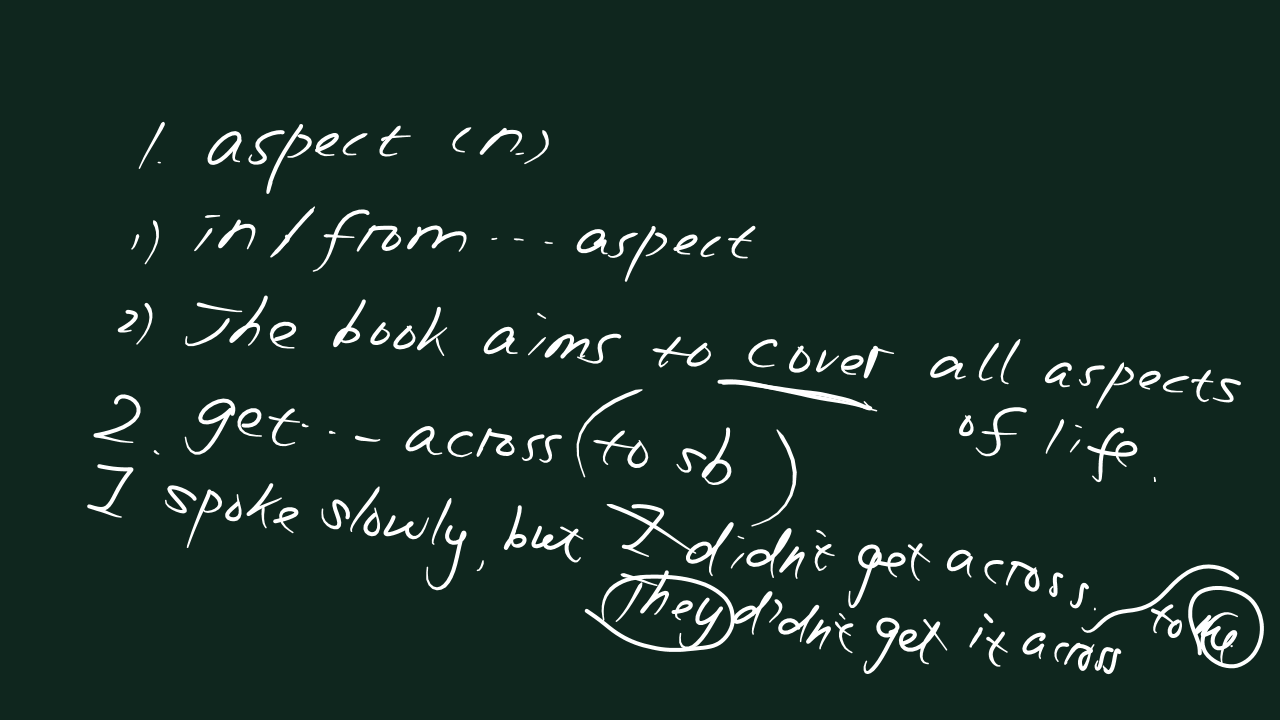 1. aspect (n.)
1) in / from ... aspect
2) The book aims to cover all aspects
of life.
2. get ... across (to sb)
I spoke slowly, but I didn't get across.
They didn't get it across to me